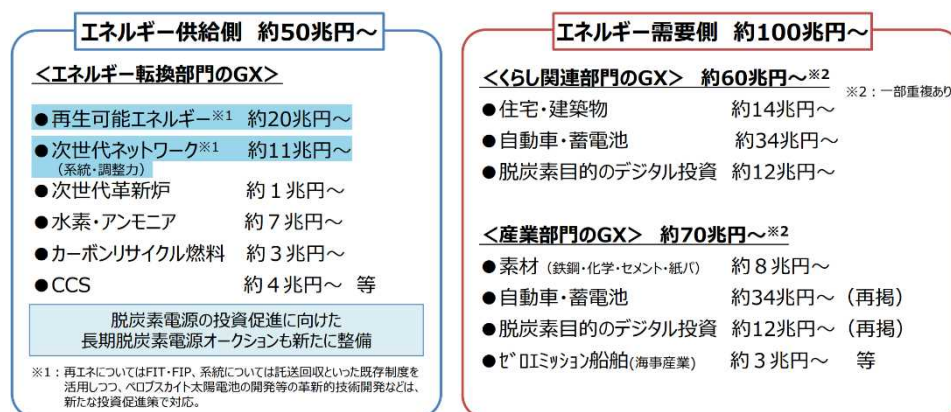 エネルギー供給側 約50兆円～
<エネルギー転換部門のGX>
●再生可能エネルギー※1 約20兆円～
●次世代ネットワーク※1 約11兆円～
（系統・調整力）
●次世代革新炉 約１兆円～
●水素・アンモニア 約７兆円～
●カーボンリサイクル燃料 約３兆円～
●CCS 約４兆円～ 等
脱炭素電源の投資促進に向けた
長期脱炭素電源オークションも新たに整備
※1：再エネについてはFIT・FIP、系統については託送回収といった既存制度を
活用しつつ、ペロブスカイト太陽電池の開発等の革新的技術開発などは、
新たな投資促進策で対応。
エネルギー需要側 約100兆円～
<くらし関連部門のGX> 約60兆円～※2
※2：一部重複あり
●住宅・建築物 約14兆円～
●自動車・蓄電池 約34兆円～
●脱炭素目的のデジタル投資 約12兆円～
<産業部門のGX> 約70兆円～※2
●素材（鉄鋼・化学・セメント・紙パ） 約８兆円～
●自動車・蓄電池 約34兆円～（再掲）
●脱炭素目的のデジタル投資 約12兆円～（再掲）
●ｾﾞﾛｴﾐｯｼｮﾝ船舶(海事産業) 約３兆円～ 等